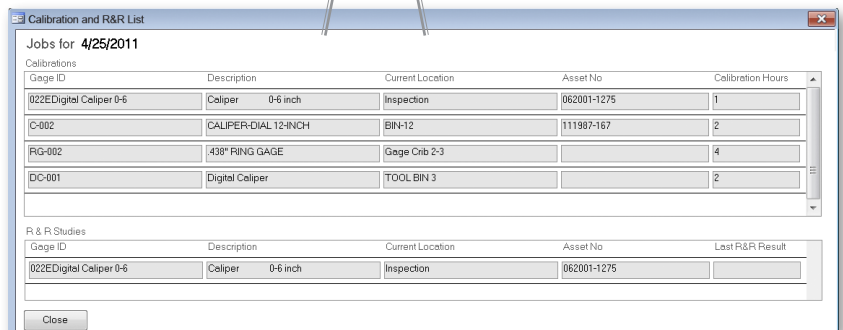 Calibration and R&R List
Jobs for 4/25/2011
Calibrations
Gage ID Description Current Location Asset No Calibration Hours
022EDigital Caliper 0-6 Caliper 0-6 inch Inspection 062001-1275 1
C-002 CALIPER-DIAL 12-INCH BIN-12 111987-167 2
RG-002 .438" RING GAGE Gage Crib 2-3 4
DC-001 Digital Caliper TOOL BIN 3 2
R & R Studies
Gage ID Description Current Location Asset No Last R&R Result
022EDigital Caliper 0-6 Caliper 0-6 inch Inspection 062001-1275
Close